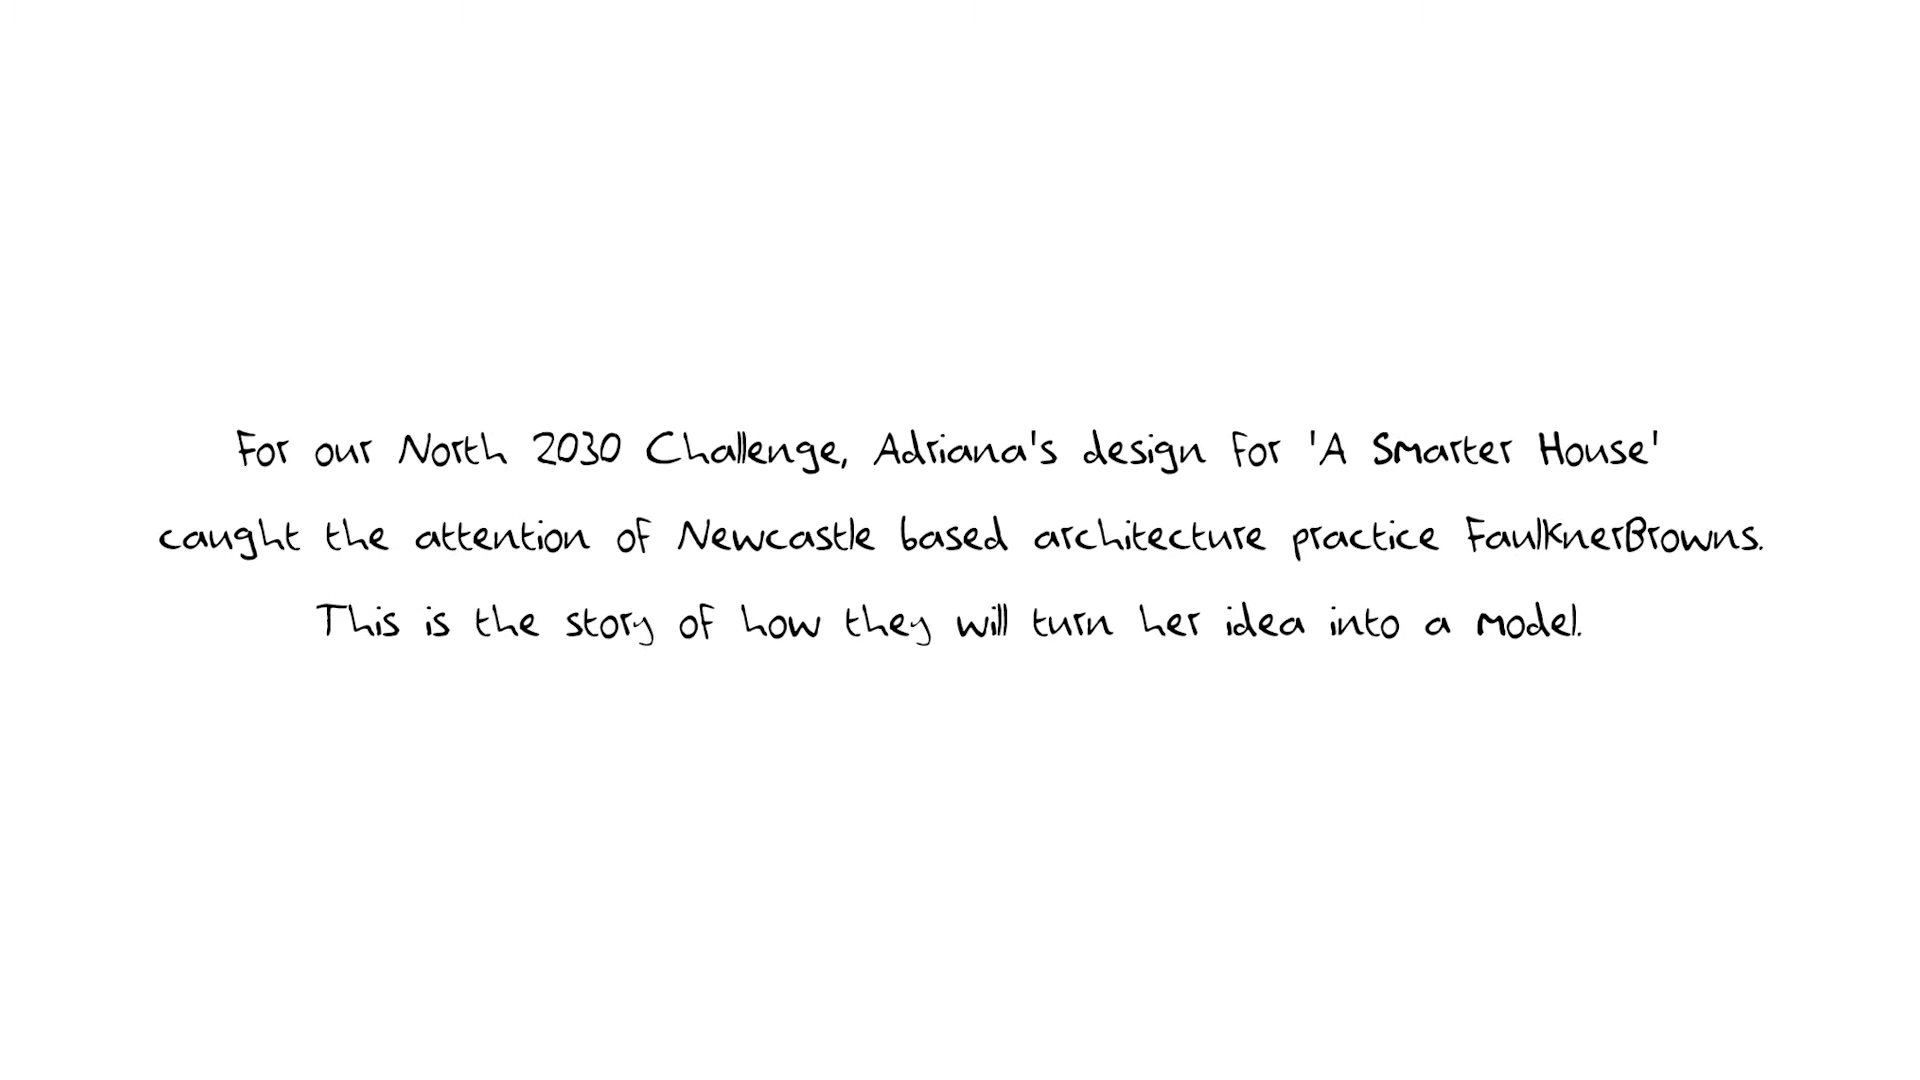 For our North 2030 Challenge, Adriana's design for 'A Smarter House'
caught the attention of Newcastle based architecture practice FaulknerBrowns.
This is the story of how they will turn her idea into a model.